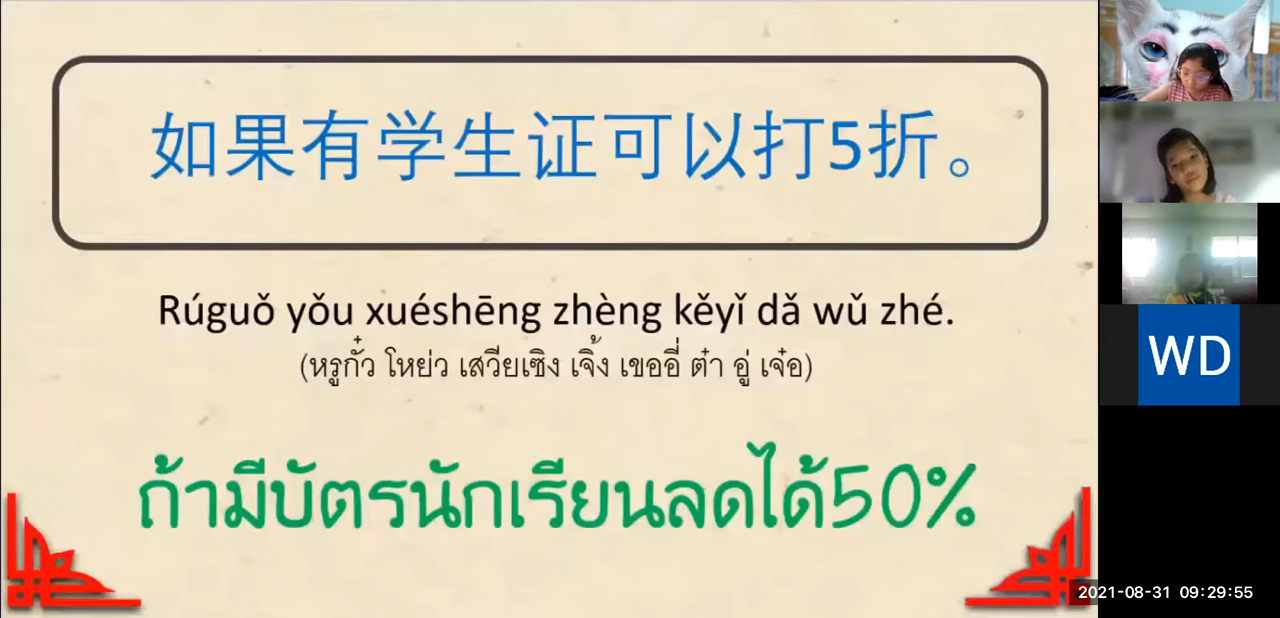 如果有学生证可以打5折。
Rúguǒ yǒu xuéshēng zhèng kěyǐ dǎ wǔ zhé.
(หรูกั๋ว โหย่ว เสวียเซิง เจิ้ง เขออี่ ต๋า อู่ เจ๋อ)
ถ้ามีบัตรนักเรียนลดได้50%
WD
2021-08-31 09:29:55